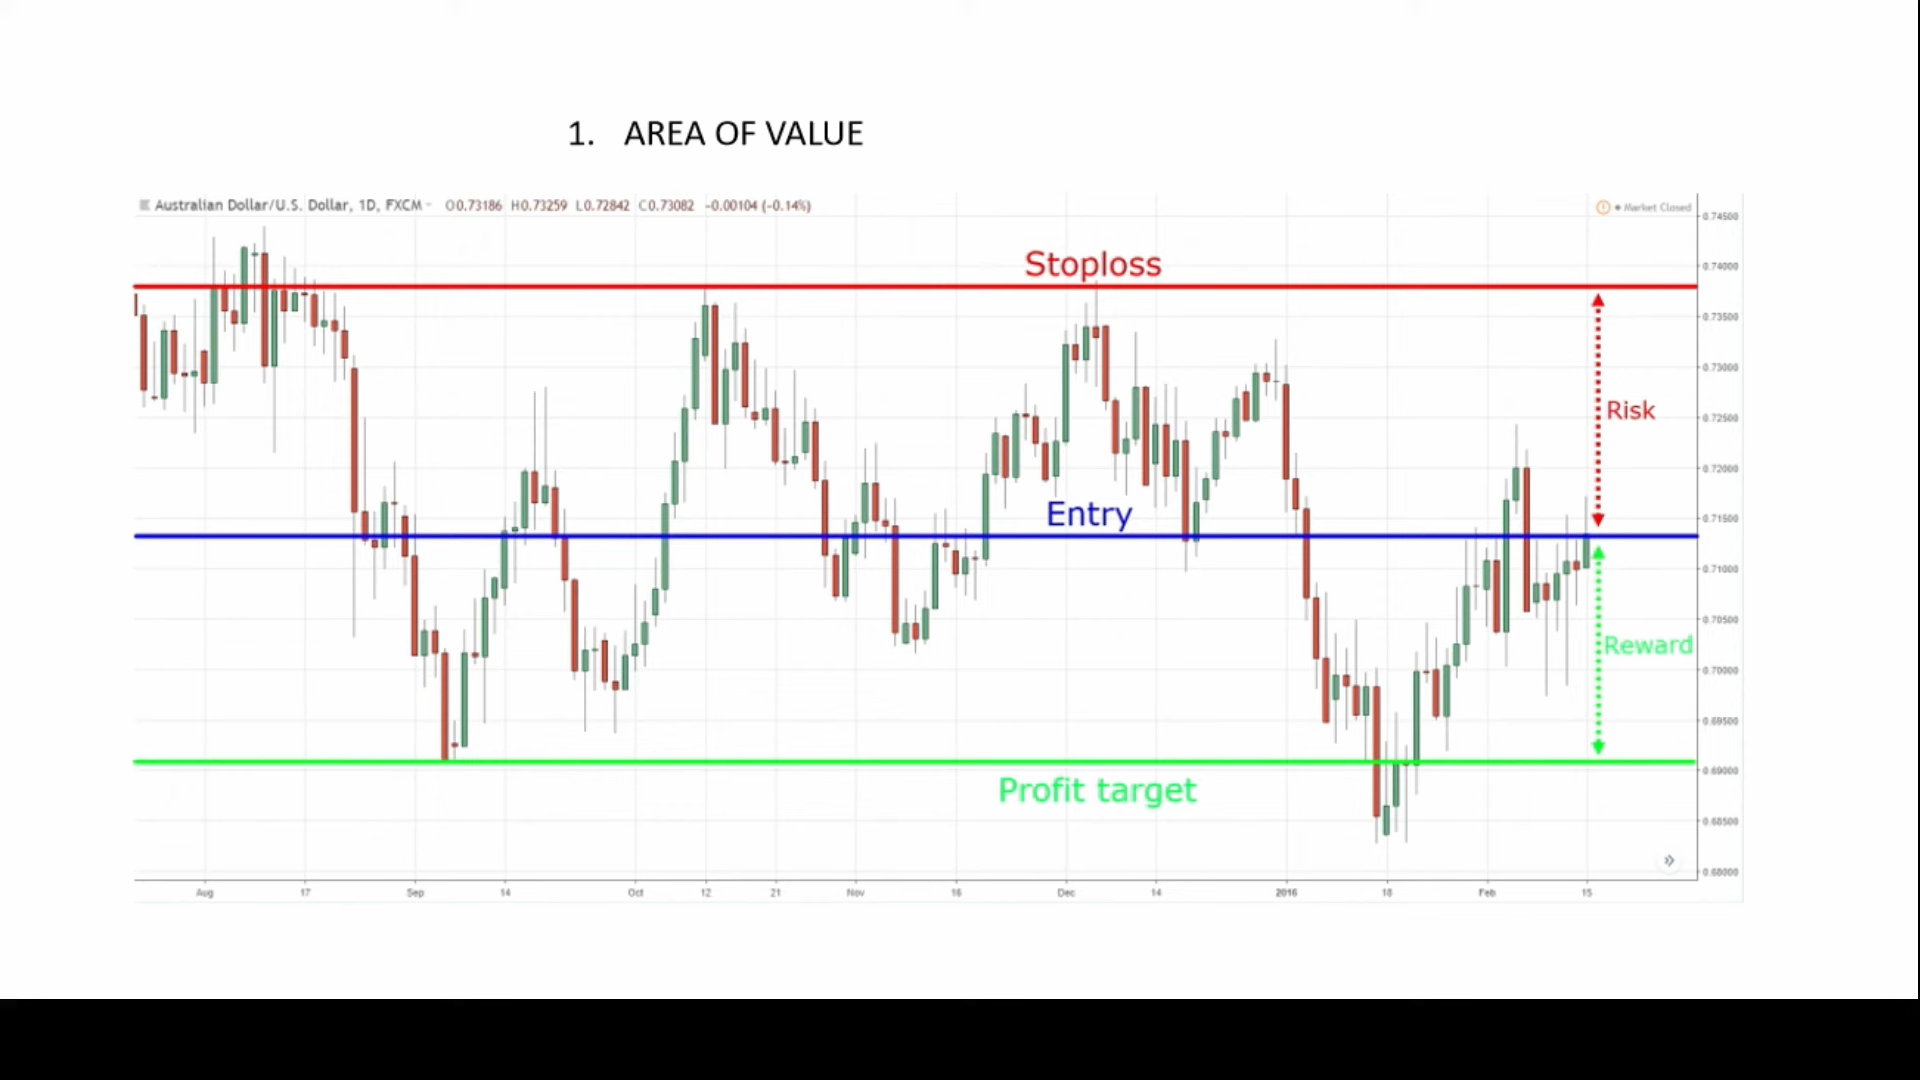 1. AREA OF VALUE
Australian Dollar/U.S. Dollar, 1D, FXCM O0.73186 H0.73259 L0.72842 C0.73082 −0.00104 (−0.14%)
Market Closed
0.74500
Stoploss
0.74000
0.73500
0.73000
Risk
0.72500
0.72000
Entry
0.71500
0.71000
0.70500
Reward
0.70000
0.69500
0.69000
Profit target
0.68500
0.68000
Aug 17 Sep 14 Oct 12 21 Nov 16 Dec 14 2016 18 Feb 15